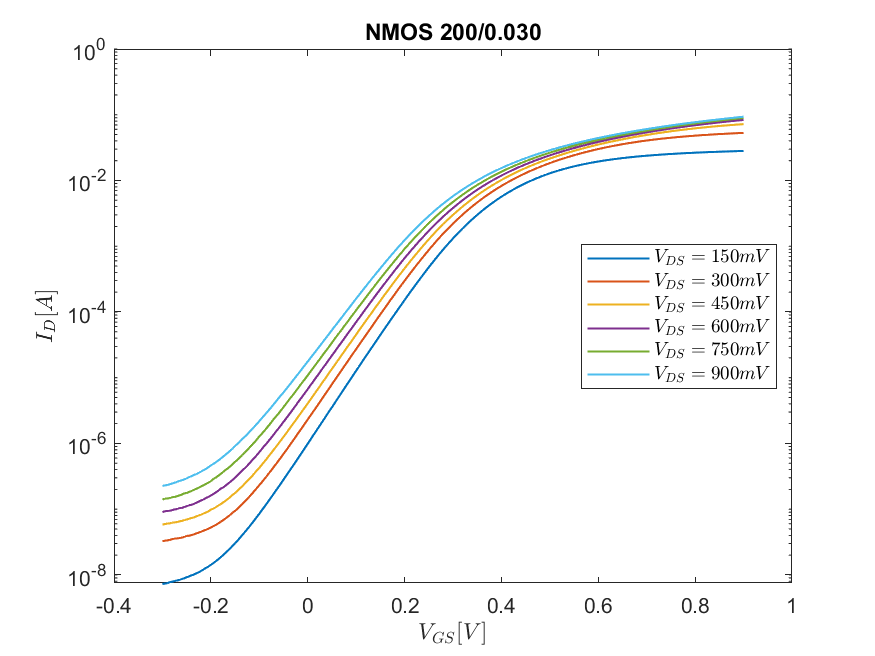 NMOS 200/0.030
10^0
10^-2
10^-4
10^-6
10^-8
I_D[A]
V_DS = 150mV
V_DS = 300mV
V_DS = 450mV
V_DS = 600mV
V_DS = 750mV
V_DS = 900mV
-0.4 -0.2 0 0.2 0.4 0.6 0.8 1
V_GS[V]